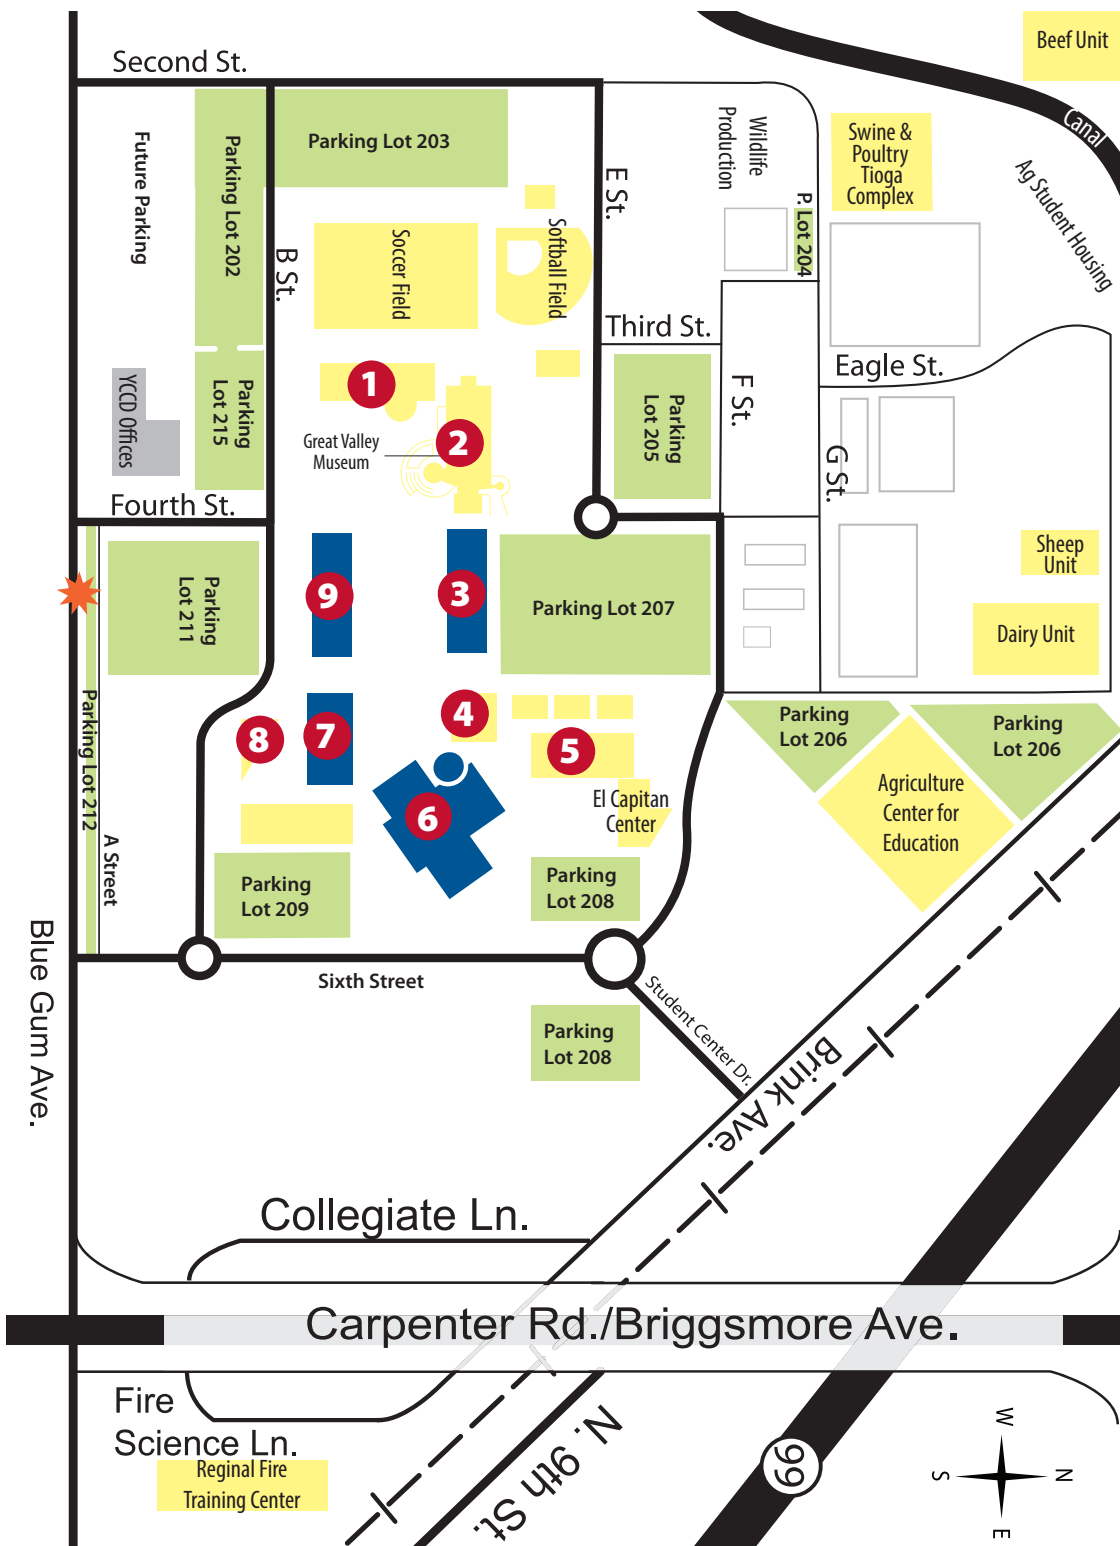 Beef Unit
Second St.
Canal
Parking Lot 203
Wildlife
Production
Swine &
Poultry
Tioga
Complex
Future Parking
Parking Lot 202
E St.
Ag Student Housing
P. Lot 204
B St.
Soccer Field
Softball Field
Third St.
Eagle St.
1
YCCD Offices
Parking
Lot 215
Great Valley
Museum
2
Parking
Lot 205
F St.
G St.
Fourth St.
Sheep
Unit
Parking
Lot 211
9
3
Parking Lot 207
Dairy Unit
Parking Lot 212
8
7
4
5
Parking
Lot 206
Parking
Lot 206
El Capitan
Center
Agriculture
Center for
Education
6
A Street
Parking
Lot 209
Parking
Lot 208
Blue Gum Ave.
Sixth Street
Student Center Dr.
Parking
Lot 208
Brink Ave.
Collegiate Ln.
Carpenter Rd./Briggsmore Ave.
Fire
Science Ln.
Reginal Fire
Training Center
N. 9th St.
99
W
S
N
E